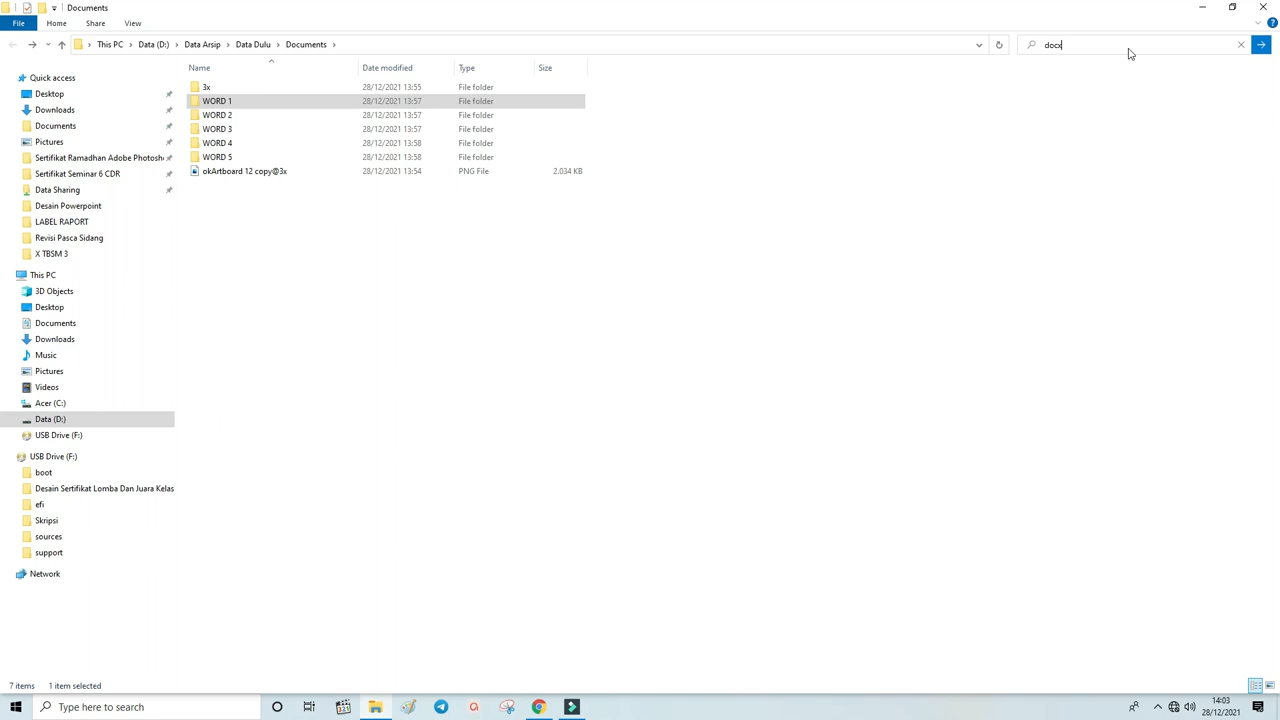 Documents
File Home Share View
This PC Data (D:) Data Arsip Data Dulu Documents
docx
Name Date modified Type Size
3x 28/12/2021 13:55 File folder
WORD 1 28/12/2021 13:57 File folder
WORD 2 28/12/2021 13:57 File folder
WORD 3 28/12/2021 13:57 File folder
WORD 4 28/12/2021 13:58 File folder
WORD 5 28/12/2021 13:58 File folder
okArtboard 12 copy@3x 28/12/2021 13:54 PNG File 2.034 KB
Quick access
Desktop
Downloads
Documents
Pictures
Sertifikat Ramadhan Adobe Photosh
Sertifikat Seminar 6 CDR
Data Sharing
Desain Powerpoint
LABEL RAPORT
Revisi Pasca Sidang
X TBSM 3
This PC
3D Objects
Desktop
Documents
Downloads
Music
Pictures
Videos
Acer (C:)
Data (D:)
USB Drive (F:)
USB Drive (F:)
boot
Desain Sertifikat Lomba Dan Juara Kelas
efi
Skripsi
sources
support
Network
7 items 1 item selected
Type here to search
14:03
28/12/2021